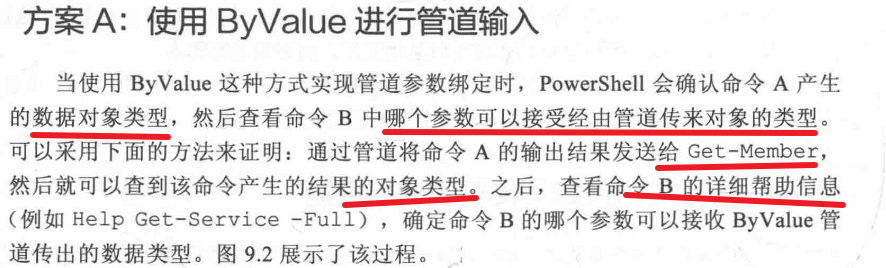 方案 A：使用 ByValue 进行管道输入
当使用 ByValue 这种方式实现管道参数绑定时，PowerShell 会确认命令 A 产生
的数据对象类型，然后查看命令 B 中哪个参数可以接受经由管道传来对象的类型。
可以采用下面的方法来证明：通过管道将命令 A 的输出结果发送给 Get-Member，
然后就可以查到该命令产生的结果的对象类型。之后，查看命令 B 的详细帮助信息
（例如 Help Get-Service -Full），确定命令 B 的哪个参数可以接收 ByValue 管
道传出的数据类型。图 9.2 展示了该过程。